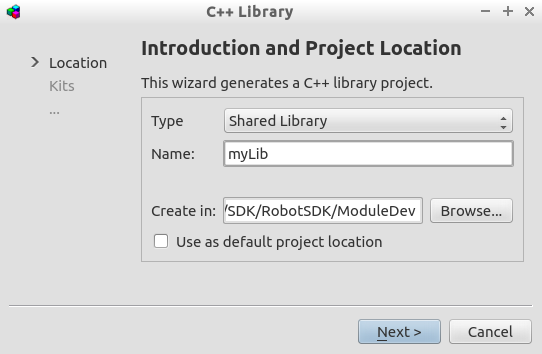 C++ Library
Introduction and Project Location
Location
Kits
...
This wizard generates a C++ library project.
Type Shared Library
Name: myLib
Create in: /SDK/RobotSDK/ModuleDev Browse...
Use as default project location
Next > Cancel